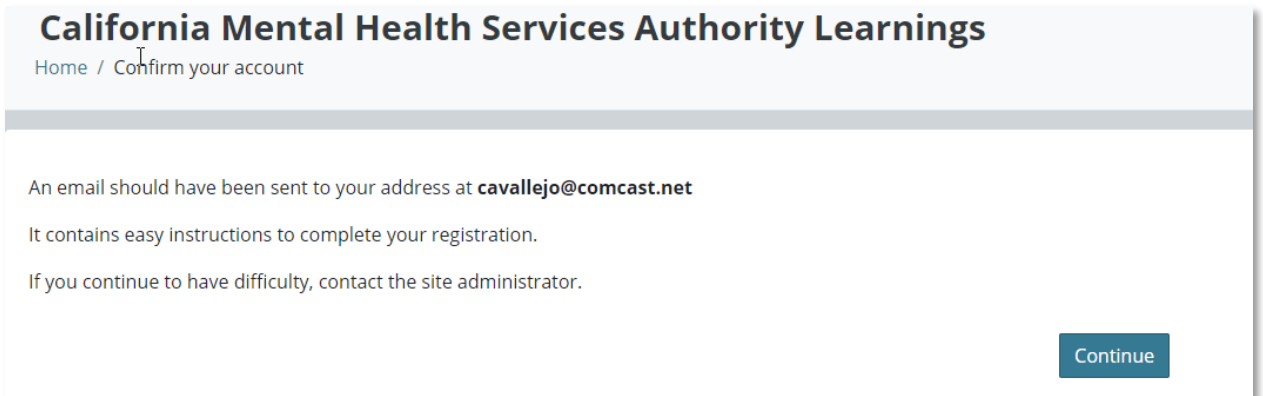 California Mental Health Services Authority Learnings
Home / Confirm your account
An email should have been sent to your address at cavallejo@comcast.net
It contains easy instructions to complete your registration.
If you continue to have difficulty, contact the site administrator.
Continue